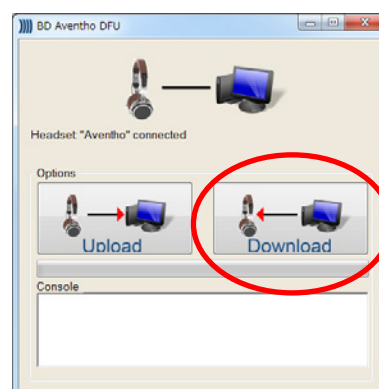 BD Aventho DFU
Headset "Aventho" connected
Options
Upload
Download
Console